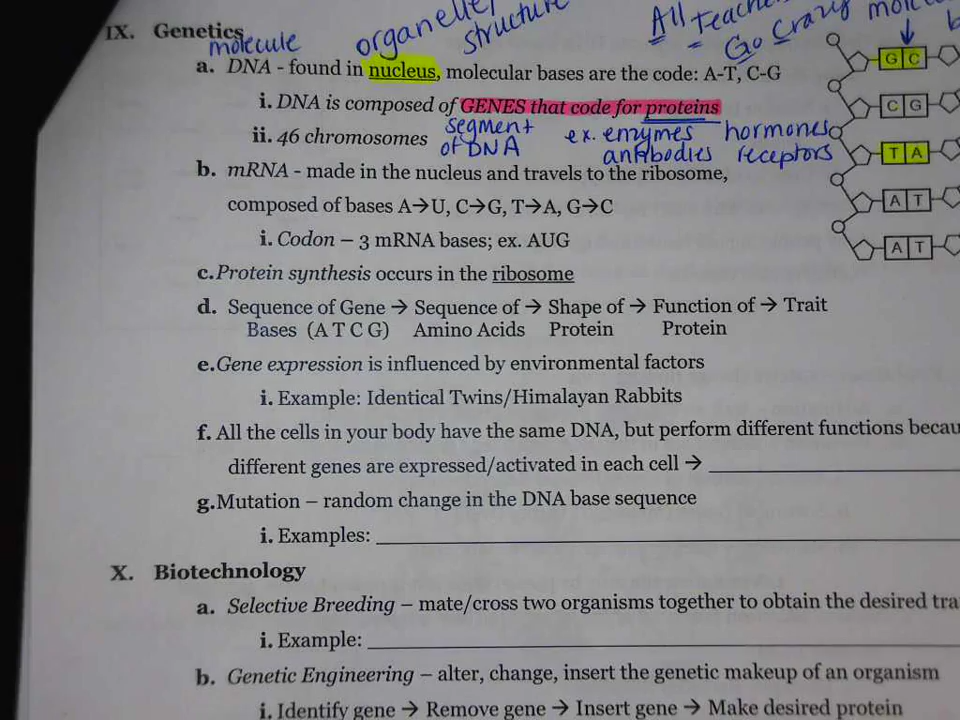 IX. Genetics
molecule
organelle
structure
All Teache
Go Crazy
a. DNA - found in nucleus, molecular bases are the code: A-T, C-G
G C
i. DNA is composed of GENES that code for proteins
C G
ii. 46 chromosomes
segment of DNA
ex. enzymes hormones
antibodies receptors
T A
b. mRNA - made in the nucleus and travels to the ribosome,
composed of bases A→U, C→G, T→A, G→C
A T
i. Codon – 3 mRNA bases; ex. AUG
A T
c. Protein synthesis occurs in the ribosome
d. Sequence of Gene → Sequence of → Shape of → Function of → Trait
Bases (A T C G) Amino Acids Protein Protein
e. Gene expression is influenced by environmental factors
i. Example: Identical Twins/Himalayan Rabbits
f. All the cells in your body have the same DNA, but perform different functions becau
different genes are expressed/activated in each cell →
g. Mutation – random change in the DNA base sequence
i. Examples:
X. Biotechnology
a. Selective Breeding – mate/cross two organisms together to obtain the desired tra
i. Example:
b. Genetic Engineering – alter, change, insert the genetic makeup of an organism
i. Identify gene → Remove gene → Insert gene → Make desired protein